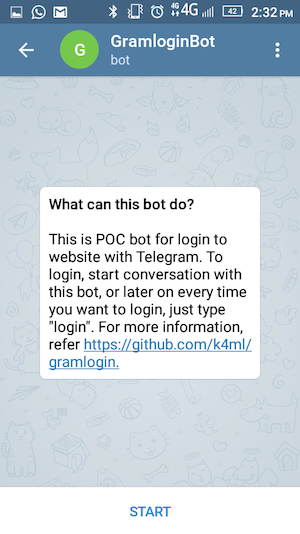 4G 4G 42 2:32 PM
G GramloginBot
bot
What can this bot do?
This is POC bot for login to
website with Telegram. To
login, start conversation with
this bot, or later on every time
you want to login, just type
"login". For more information,
refer https://github.com/k4ml/
gramlogin.
START